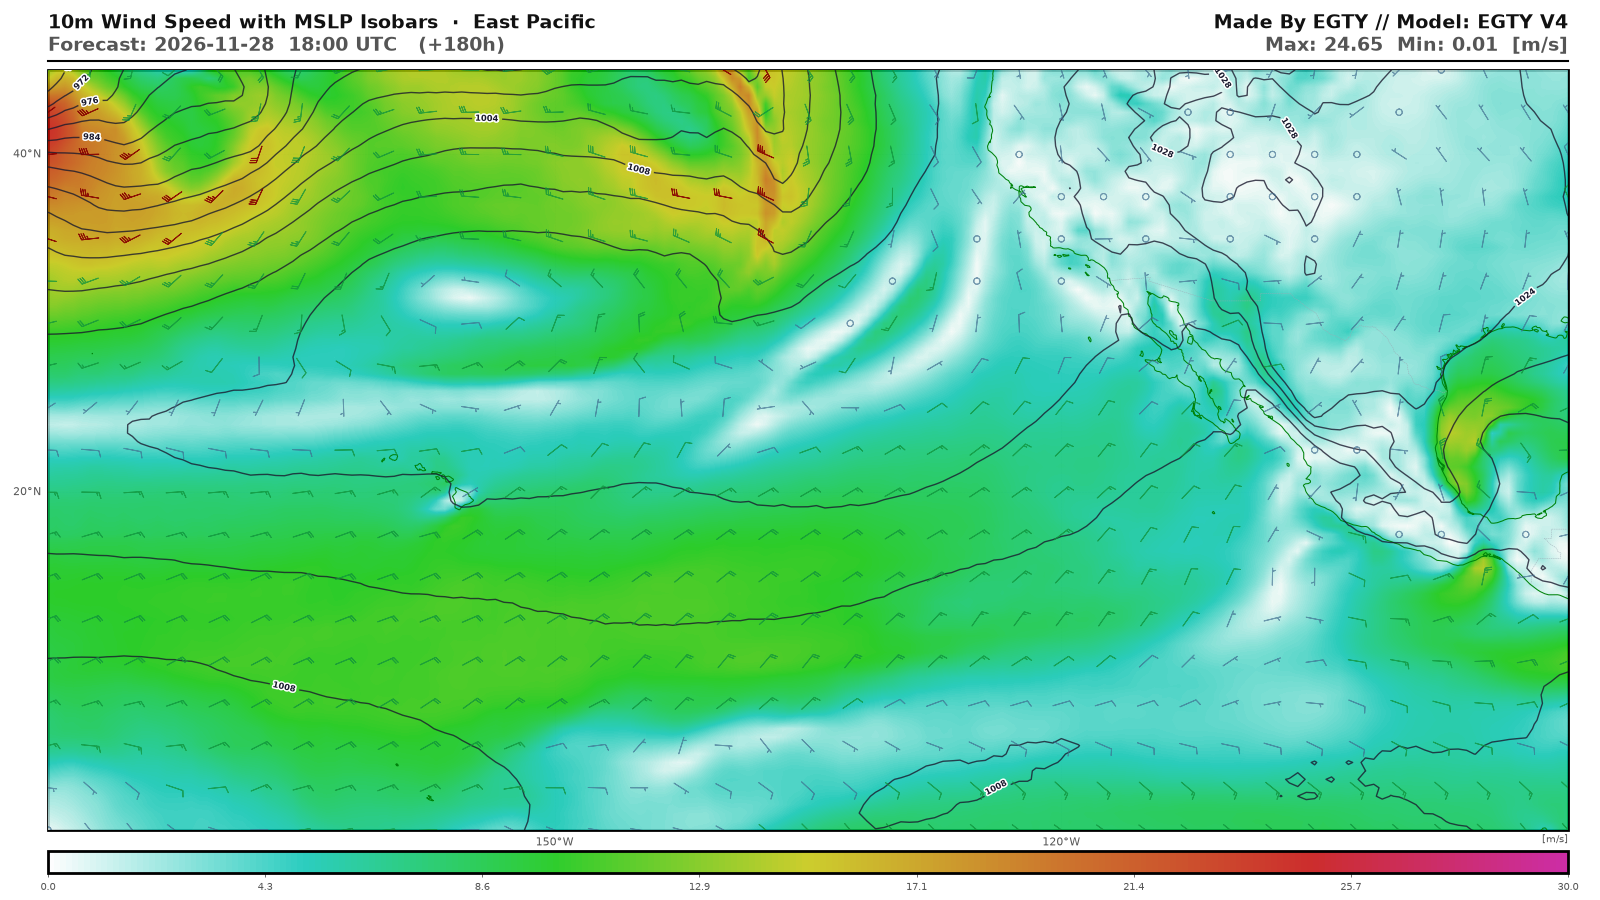 10m Wind Speed with MSLP Isobars · East Pacific
Made By EGTY // Model: EGTY V4
Forecast: 2026-11-28 18:00 UTC (+180h)
Max: 24.65 Min: 0.01 [m/s]
972
976
984
1004
1008
1028
1028
1028
1024
1008
1008
40°N
20°N
150°W
120°W
[m/s]
0.0
4.3
8.6
12.9
17.1
21.4
25.7
30.0